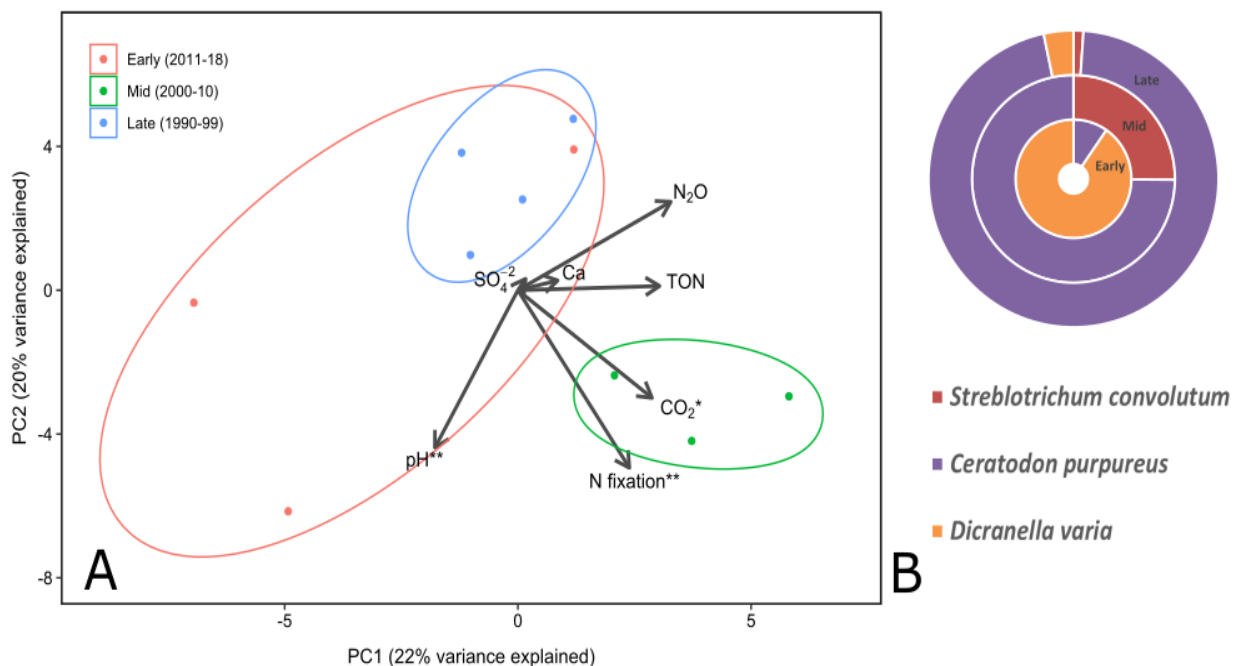 Early (2011-18)
Mid (2000-10)
Late (1990-99)
4
0
-4
-8
PC2 (20% variance explained)
N₂O
SO₄⁻²
Ca
TON
CO₂*
pH**
N fixation**
A
-5
0
5
PC1 (22% variance explained)
Late
Mid
Early
Streblotrichum convolutum
Ceratodon purpureus
Dicranella varia
B